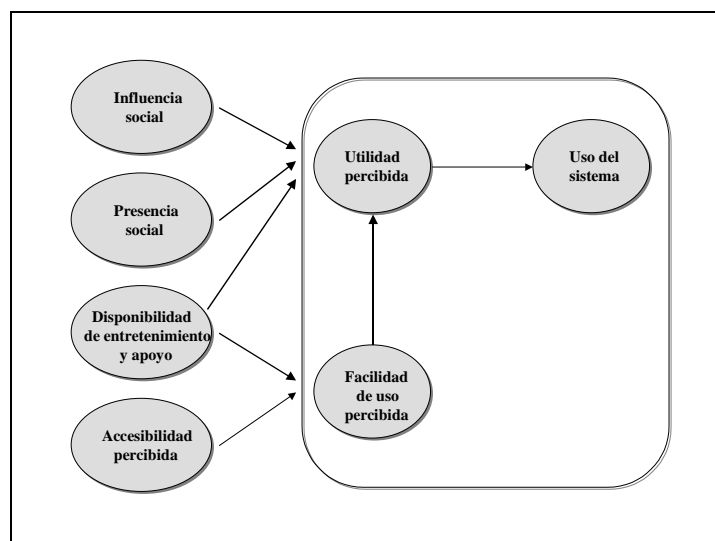 Influencia
social
Presencia
social
Disponibilidad
de entretenimiento
y apoyo
Accesibilidad
percibida
Utilidad
percibida
Facilidad
de uso
percibida
Uso del
sistema